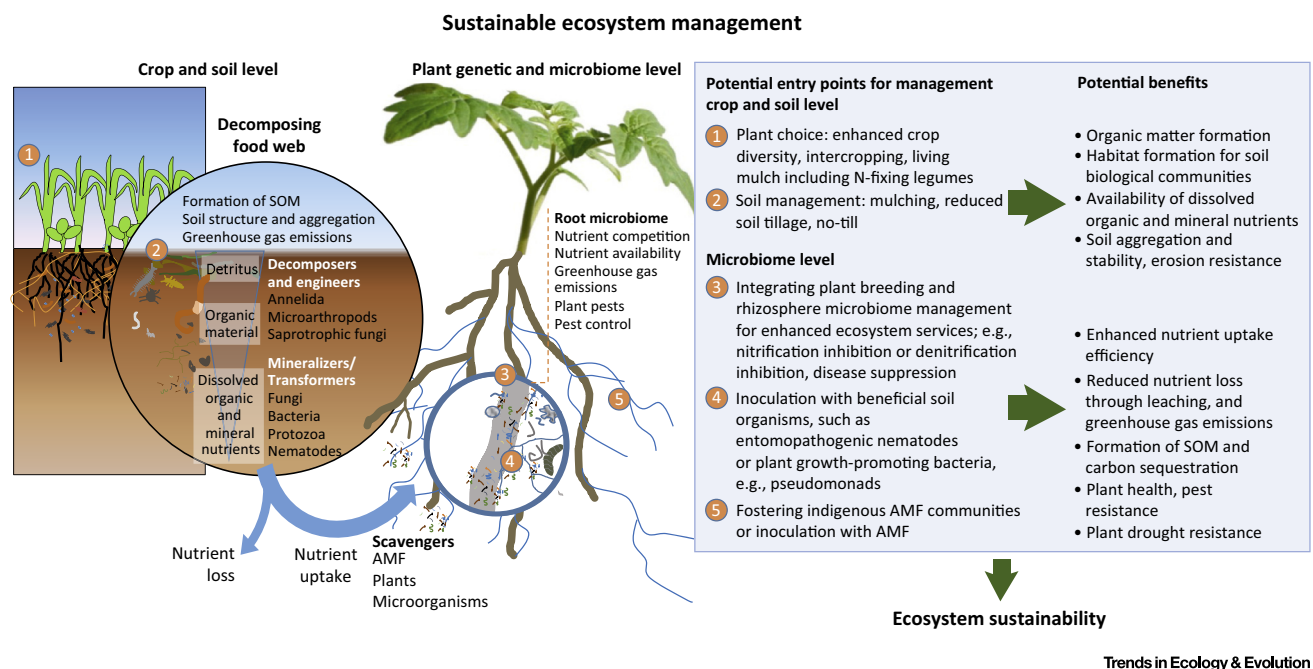 Sustainable ecosystem management
Crop and soil level
1
Decomposing
food web
Formation of SOM
Soil structure and aggregation
Greenhouse gas emissions
2
Detritus
Organic
material
Dissolved
organic
and
mineral
nutrients
Decomposers
and engineers
Annelida
Microarthropods
Saprotrophic fungi
Mineralizers/
Transformers
Fungi
Bacteria
Protozoa
Nematodes
Nutrient
loss
Nutrient
uptake
Scavengers
AMF
Plants
Microorganisms
Plant genetic and microbiome level
Root microbiome
Nutrient competition
Nutrient availability
Greenhouse gas
emissions
Plant pests
Pest control
3
4
5
Potential entry points for management
crop and soil level
1 Plant choice: enhanced crop
diversity, intercropping, living
mulch including N-fixing legumes
2 Soil management: mulching, reduced
soil tillage, no-till
Microbiome level
3 Integrating plant breeding and
rhizosphere microbiome management
for enhanced ecosystem services; e.g.,
nitrification inhibition or denitrification
inhibition, disease suppression
4 Inoculation with beneficial soil
organisms, such as
entomopathogenic nematodes
or plant growth-promoting bacteria,
e.g., pseudomonads
5 Fostering indigenous AMF communities
or inoculation with AMF
Potential benefits
• Organic matter formation
• Habitat formation for soil
biological communities
• Availability of dissolved
organic and mineral nutrients
• Soil aggregation and
stability, erosion resistance
• Enhanced nutrient uptake
efficiency
• Reduced nutrient loss
through leaching, and
greenhouse gas emissions
• Formation of SOM and
carbon sequestration
• Plant health, pest
resistance
• Plant drought resistance
Ecosystem sustainability
Trends in Ecology & Evolution